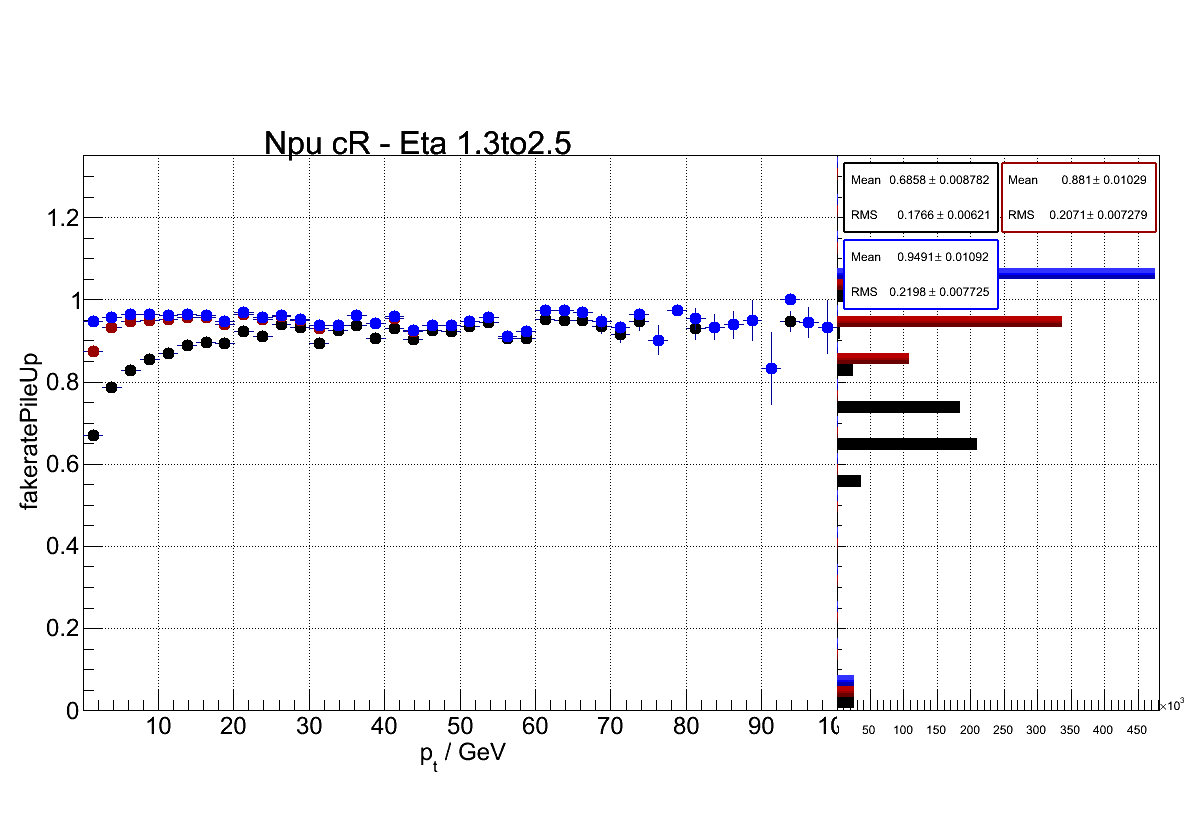 Npu cR - Eta 1.3to2.5
Mean 0.6858 ± 0.008782
RMS 0.1766 ± 0.00621
Mean 0.881 ± 0.01029
RMS 0.2071 ± 0.007279
Mean 0.9491 ± 0.01092
RMS 0.2198 ± 0.007725
fakeratePileUp
1.2
1
0.8
0.6
0.4
0.2
0
10 20 30 40 50 60 70 80 90 10
p_t / GeV
50 100 150 200 250 300 350 400 450
×10³